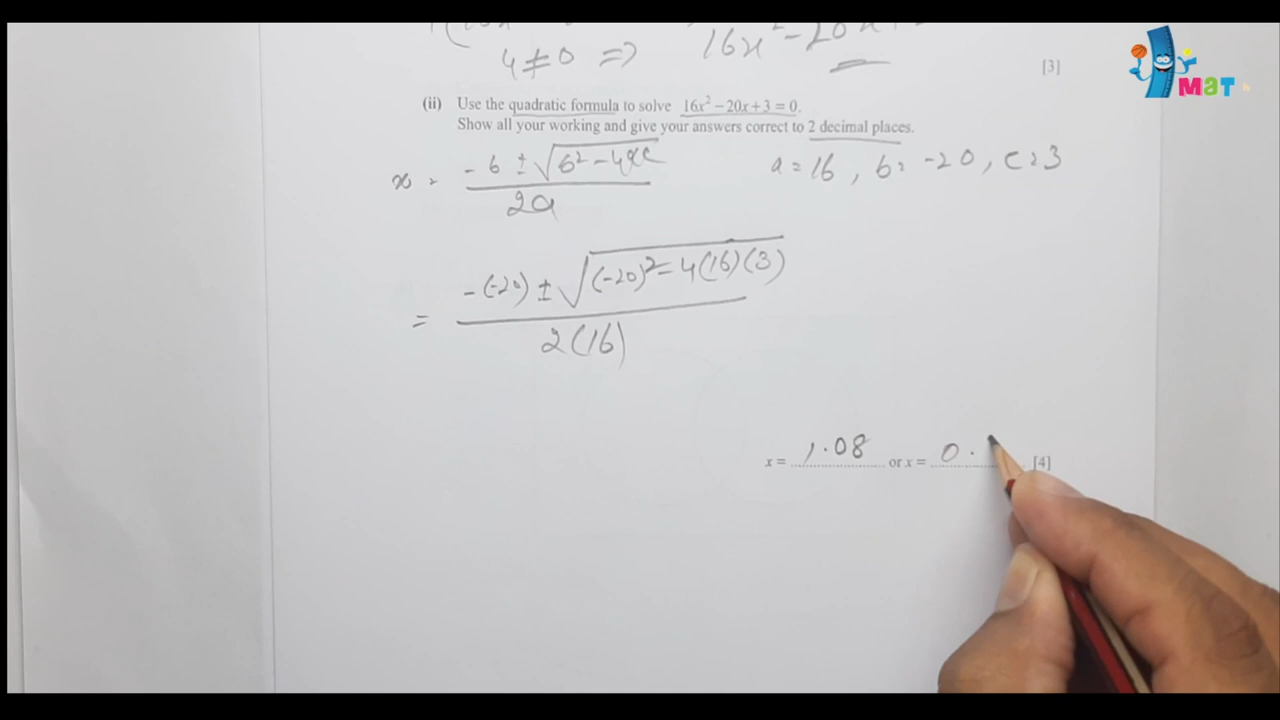 16x² - 20x
4 ≠ 0 =>
[3]
(ii) Use the quadratic formula to solve 16x² – 20x + 3 = 0.
Show all your working and give your answers correct to 2 decimal places.
x = -b ± √b² - 4ac / 2a
a = 16, b = -20, c = 3
= -(-20) ± √(-20)² - 4(16)(3) / 2(16)
x = 1.08 or x = 0. [4]
MaT